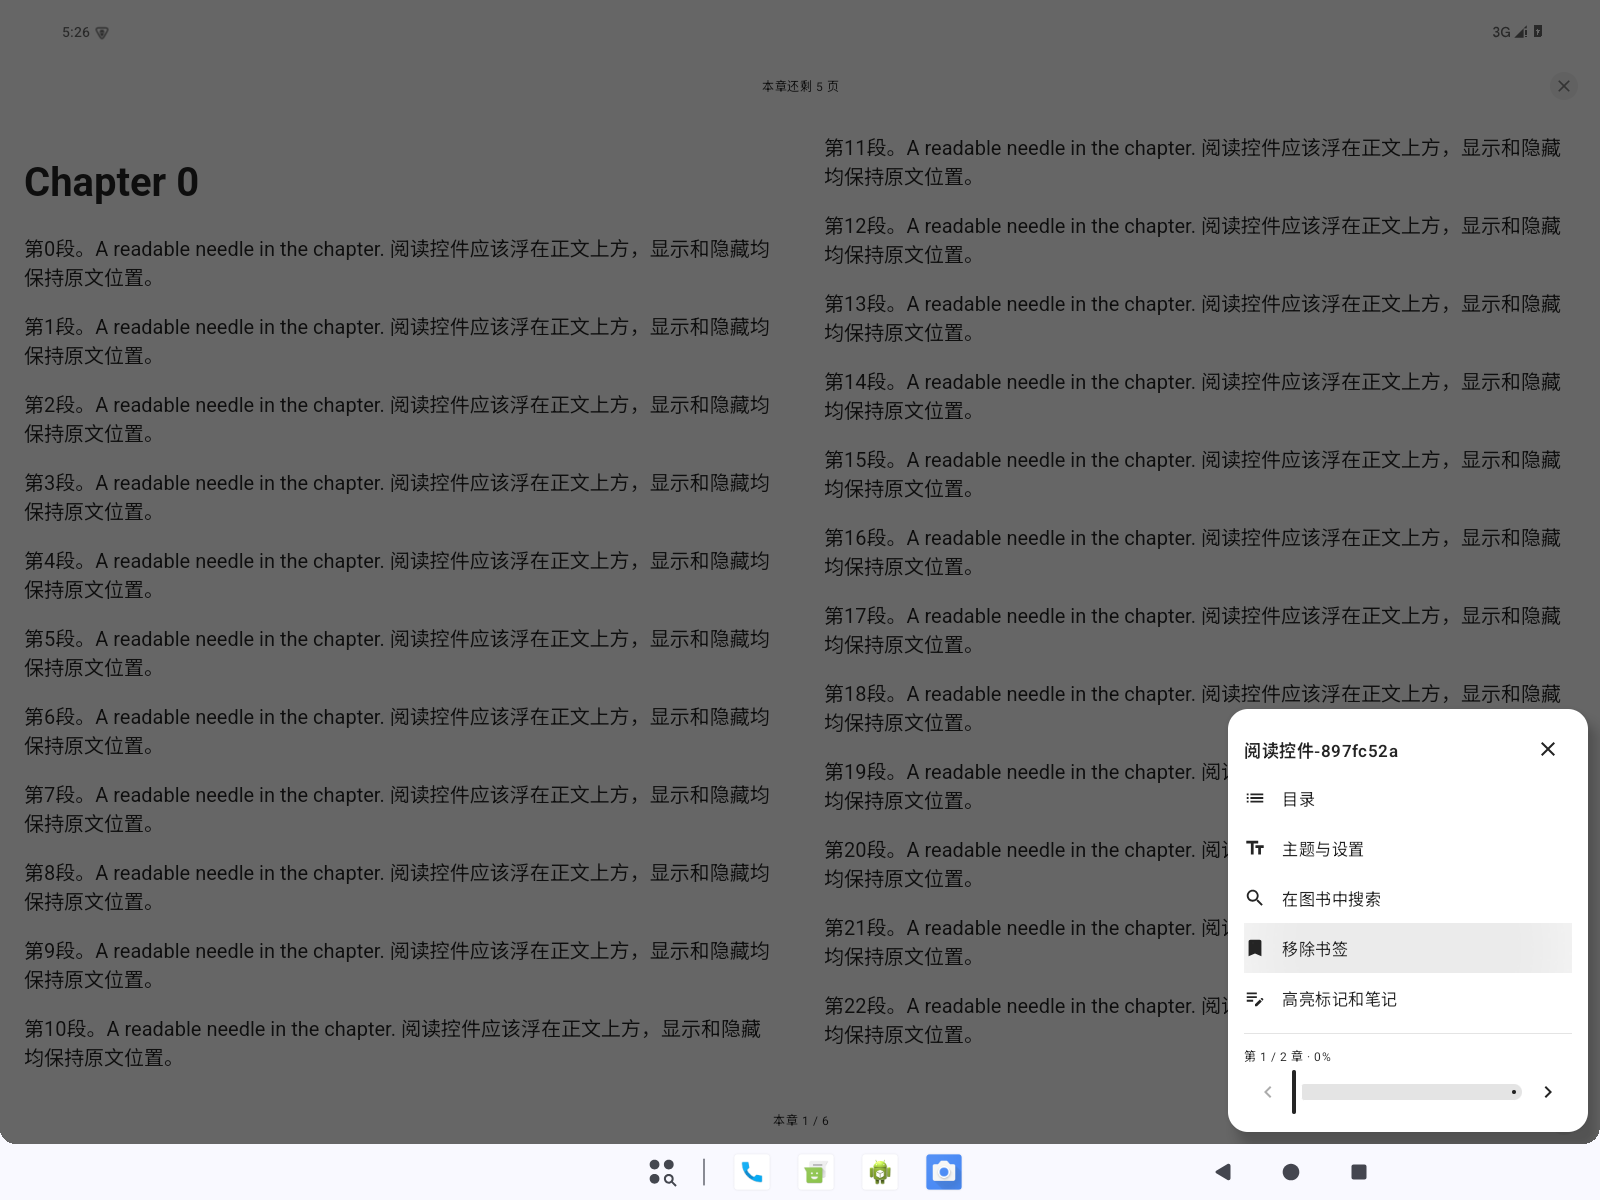 5:26
3G
本章还剩 5 页
Chapter 0
第0段。A readable needle in the chapter. 阅读控件应该浮在正文上方，显示和隐藏均
保持原文位置。
第1段。A readable needle in the chapter. 阅读控件应该浮在正文上方，显示和隐藏均
保持原文位置。
第2段。A readable needle in the chapter. 阅读控件应该浮在正文上方，显示和隐藏均
保持原文位置。
第3段。A readable needle in the chapter. 阅读控件应该浮在正文上方，显示和隐藏均
保持原文位置。
第4段。A readable needle in the chapter. 阅读控件应该浮在正文上方，显示和隐藏均
保持原文位置。
第5段。A readable needle in the chapter. 阅读控件应该浮在正文上方，显示和隐藏均
保持原文位置。
第6段。A readable needle in the chapter. 阅读控件应该浮在正文上方，显示和隐藏均
保持原文位置。
第7段。A readable needle in the chapter. 阅读控件应该浮在正文上方，显示和隐藏均
保持原文位置。
第8段。A readable needle in the chapter. 阅读控件应该浮在正文上方，显示和隐藏均
保持原文位置。
第9段。A readable needle in the chapter. 阅读控件应该浮在正文上方，显示和隐藏均
保持原文位置。
第10段。A readable needle in the chapter. 阅读控件应该浮在正文上方，显示和隐藏
均保持原文位置。
第11段。A readable needle in the chapter. 阅读控件应该浮在正文上方，显示和隐藏
均保持原文位置。
第12段。A readable needle in the chapter. 阅读控件应该浮在正文上方，显示和隐藏
均保持原文位置。
第13段。A readable needle in the chapter. 阅读控件应该浮在正文上方，显示和隐藏
均保持原文位置。
第14段。A readable needle in the chapter. 阅读控件应该浮在正文上方，显示和隐藏
均保持原文位置。
第15段。A readable needle in the chapter. 阅读控件应该浮在正文上方，显示和隐藏
均保持原文位置。
第16段。A readable needle in the chapter. 阅读控件应该浮在正文上方，显示和隐藏
均保持原文位置。
第17段。A readable needle in the chapter. 阅读控件应该浮在正文上方，显示和隐藏
均保持原文位置。
第18段。A readable needle in the chapter. 阅读控件应该浮在正文上方，显示和隐藏
均保持原文位置。
第19段。A readable needle in the chapter. 阅
均保持原文位置。
第20段。A readable needle in the chapter. 阅
均保持原文位置。
第21段。A readable needle in the chapter. 阅
均保持原文位置。
第22段。A readable needle in the chapter. 阅
均保持原文位置。
本章 1 / 6
阅读控件-897fc52a
目录
主题与设置
在图书中搜索
移除书签
高亮标记和笔记
第 1 / 2 章 · 0%